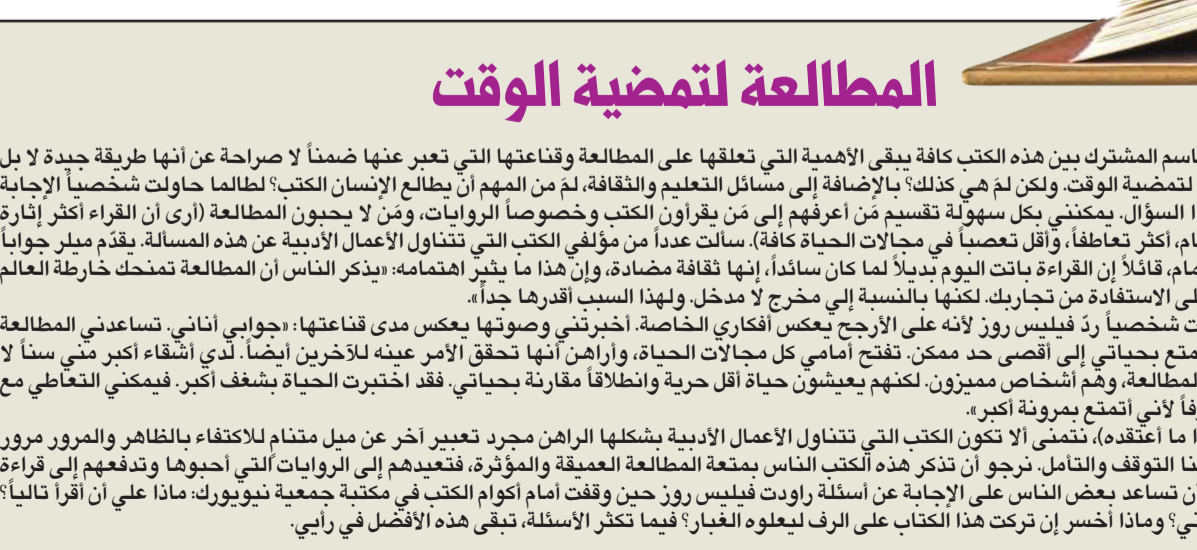 المطالعة لتمضية الوقت
المشترك بين هذه الكتب كافة يبقى الأهمية التي تعلقها على المطالعة وقناعتها التي تعبر عنها ضمناً لا صراحة عن أنها طريقة جيدة لا بل
لتمضية الوقت. ولكن لمَ هي كذلك؟ بالإضافة إلى مسائل التعليم والثقافة، لمَ من المهم أن يطالع الإنسان الكتب؟ لطالما حاولت شخصياً الإجابة
السؤال. يمكنني بكل سهولة تقسيم مَن أعرفهم إلى مَن يقرأون الكتب وخصوصاً الروايات، ومَن لا يحبون المطالعة (أرى أن القراء أكثر إثارة
أكثر تعاطفاً، وأقل تعصباً في مجالات الحياة كافة). سألت عدداً من مؤلفي الكتب التي تتناول الأعمال الأدبية عن هذه المسألة. يقدّم ميلر جواباً
قائلاً إن القراءة باتت اليوم بديلاً لما كان سائداً، إنها ثقافة مضادة، وإن هذا ما يثير اهتمامه: «يذكر الناس أن المطالعة تمنحك خارطة العالم
الاستفادة من تجاربك. لكنها بالنسبة إلي مخرج لا مدخل. ولهذا السبب أقدرها جداً».
شخصياً ردّ فيليس روز لأنه على الأرجح يعكس أفكاري الخاصة. أخبرتني وصوتها يعكس مدى قناعتها: «جوابي أناني. تساعدني المطالعة
بحياتي إلى أقصى حد ممكن. تفتح أمامي كل مجالات الحياة، وأراهن أنها تحقق الأمر عينه للآخرين أيضاً. لدي أشقاء أكبر مني سناً لا
المطالعة، وهم أشخاص مميزون. لكنهم يعيشون حياة أقل حرية وانطلاقاً مقارنة بحياتي. فقد اختبرت الحياة بشغف أكبر. فيمكني التعاطي مع
لأني أتمتع بمرونة أكبر».
ما أعتقده)، نتمنى ألا تكون الكتب التي تتناول الأعمال الأدبية بشكلها الراهن مجرد تعبير آخر عن ميل متنامٍ للاكتفاء بالظاهر والمرور مرور
التوقف والتأمل. نرجو أن تذكر هذه الكتب الناس بمتعة المطالعة العميقة والمؤثرة، فتعيدهم إلى الروايات التي أحبوها وتدفعهم إلى قراءة
أن تساعد بعض الناس على الإجابة عن أسئلة راودت فيليس روز حين وقفت أمام أكوام الكتب في مكتبة جمعية نيويورك: ماذا علي أن أقرأ تالياً؟
وماذا أخسر إن تركت هذا الكتاب على الرف ليعلوه الغبار؟ فيما تكثر الأسئلة، تبقى هذه الأفضل في رأيي.